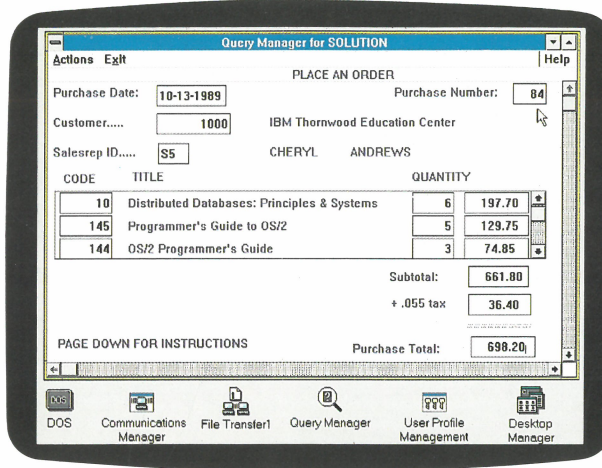 Query Manager for SOLUTION
Actions Exit Help
PLACE AN ORDER
Purchase Date: 10-13-1989 Purchase Number: 84
Customer..... 1000 IBM Thornwood Education Center
Salesrep ID..... S5 CHERYL ANDREWS
CODE TITLE QUANTITY
10 Distributed Databases: Principles & Systems 6 197.70
145 Programmer's Guide to OS/2 5 129.75
144 OS/2 Programmer's Guide 3 74.85
Subtotal: 661.80
+ .055 tax 36.40
PAGE DOWN FOR INSTRUCTIONS Purchase Total: 698.20
DOS
DOS Communications Manager File Transfer1 Query Manager User Profile Management Desktop Manager